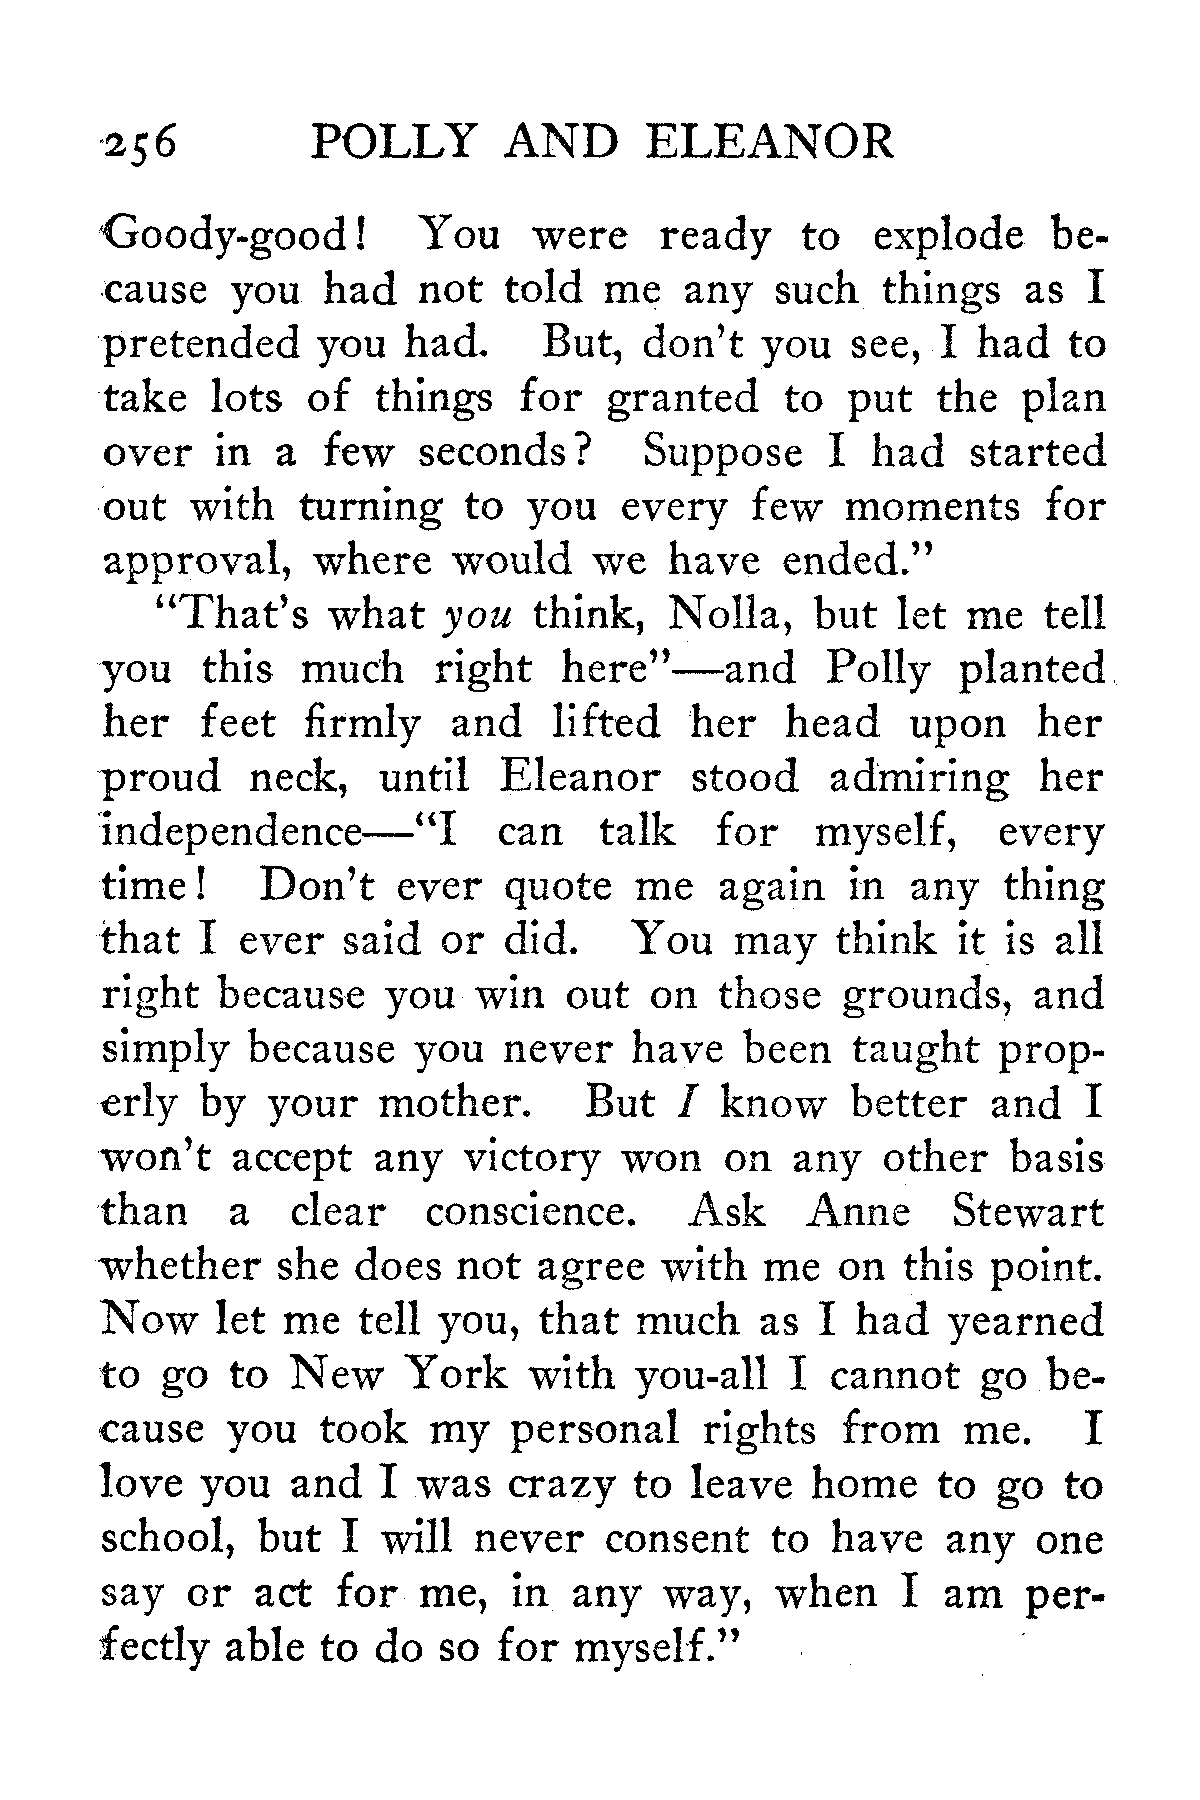 256 POLLY AND ELEANOR
Goody-good! You were ready to explode be-
cause you had not told me any such things as I
pretended you had. But, don't you see, I had to
take lots of things for granted to put the plan
over in a few seconds? Suppose I had started
out with turning to you every few moments for
approval, where would we have ended."
"That's what you think, Nolla, but let me tell
you this much right here"—and Polly planted
her feet firmly and lifted her head upon her
proud neck, until Eleanor stood admiring her
independence—"I can talk for myself, every
time! Don't ever quote me again in any thing
that I ever said or did. You may think it is all
right because you win out on those grounds, and
simply because you never have been taught prop-
erly by your mother. But I know better and I
won't accept any victory won on any other basis
than a clear conscience. Ask Anne Stewart
whether she does not agree with me on this point.
Now let me tell you, that much as I had yearned
to go to New York with you-all I cannot go be-
cause you took my personal rights from me. I
love you and I was crazy to leave home to go to
school, but I will never consent to have any one
say or act for me, in any way, when I am per-
fectly able to do so for myself."